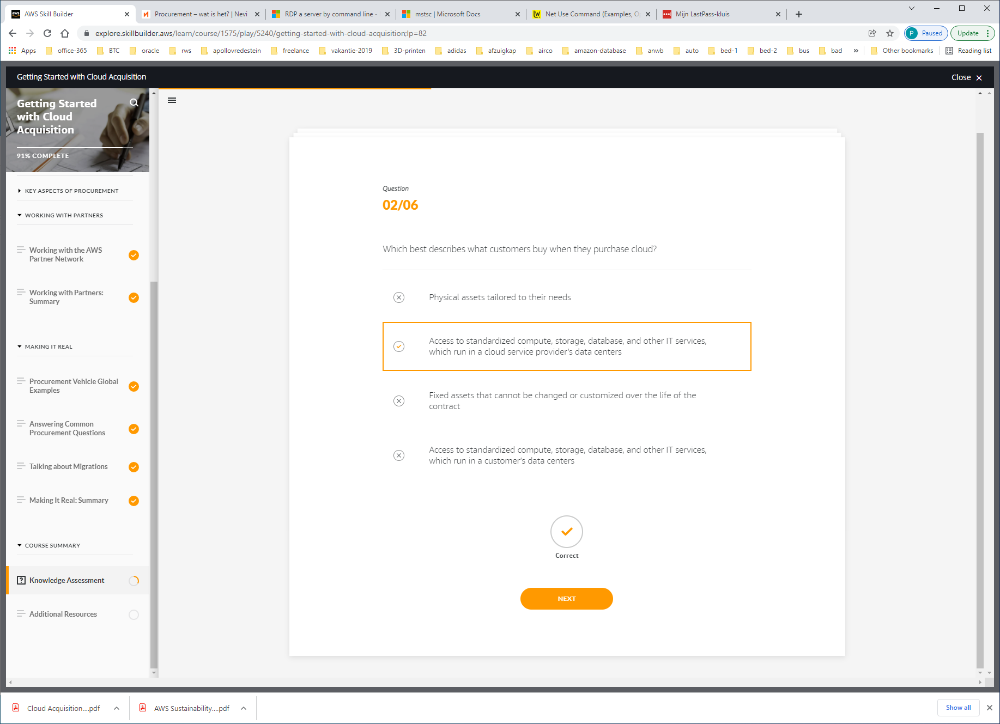 AWS Skill Builder
Procurement – wat is het? | Nevi
RDP a server by command line -
mstsc | Microsoft Docs
Net Use Command (Examples, O
Mijn LastPass-kluis
explore.skillbuilder.aws/learn/course/1575/play/5240/getting-started-with-cloud-acquisition;lp=82
P Paused
Update
Apps
office-365
BTC
oracle
rws
apollovredestein
freelance
vakantie-2019
3D-printen
adidas
afzuigkap
airco
amazon-database
anwb
auto
bed-1
bed-2
bus
bad
»
Other bookmarks
Reading list
Getting Started with Cloud Acquisition
Close
Getting Started
with Cloud
Acquisition
91% COMPLETE
KEY ASPECTS OF PROCUREMENT
WORKING WITH PARTNERS
Working with the AWS
Partner Network
Working with Partners:
Summary
MAKING IT REAL
Procurement Vehicle Global
Examples
Answering Common
Procurement Questions
Talking about Migrations
Making It Real: Summary
COURSE SUMMARY
Knowledge Assessment
Additional Resources
Question
02/06
Which best describes what customers buy when they purchase cloud?
Physical assets tailored to their needs
Access to standardized compute, storage, database, and other IT services,
which run in a cloud service provider's data centers
Fixed assets that cannot be changed or customized over the life of the
contract
Access to standardized compute, storage, database, and other IT services,
which run in a customer's data centers
Correct
NEXT
Cloud Acquisition....pdf
AWS Sustainability....pdf
Show all